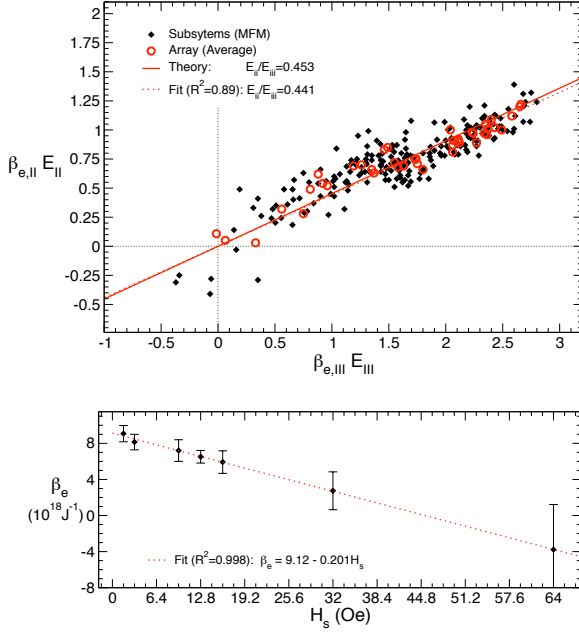 2
1.75
1.5
1.25
1
0.75
0.5
0.25
0
-0.25
-0.5
β_e,II E_II
Subsytems (MFM)
Array (Average)
Theory: E_ii/E_iii=0.453
Fit (R²=0.89): E_ii/E_iii=0.441
-1 -0.5 0 0.5 1 1.5 2 2.5 3
β_e,III E_III
8
4
0
-4
-8
β_e
(10^18 J^-1)
Fit (R²=0.998): β_e = 9.12 - 0.201H_s
0 6.4 12.8 19.2 25.6 32 38.4 44.8 51.2 57.6 64
H_s (Oe)